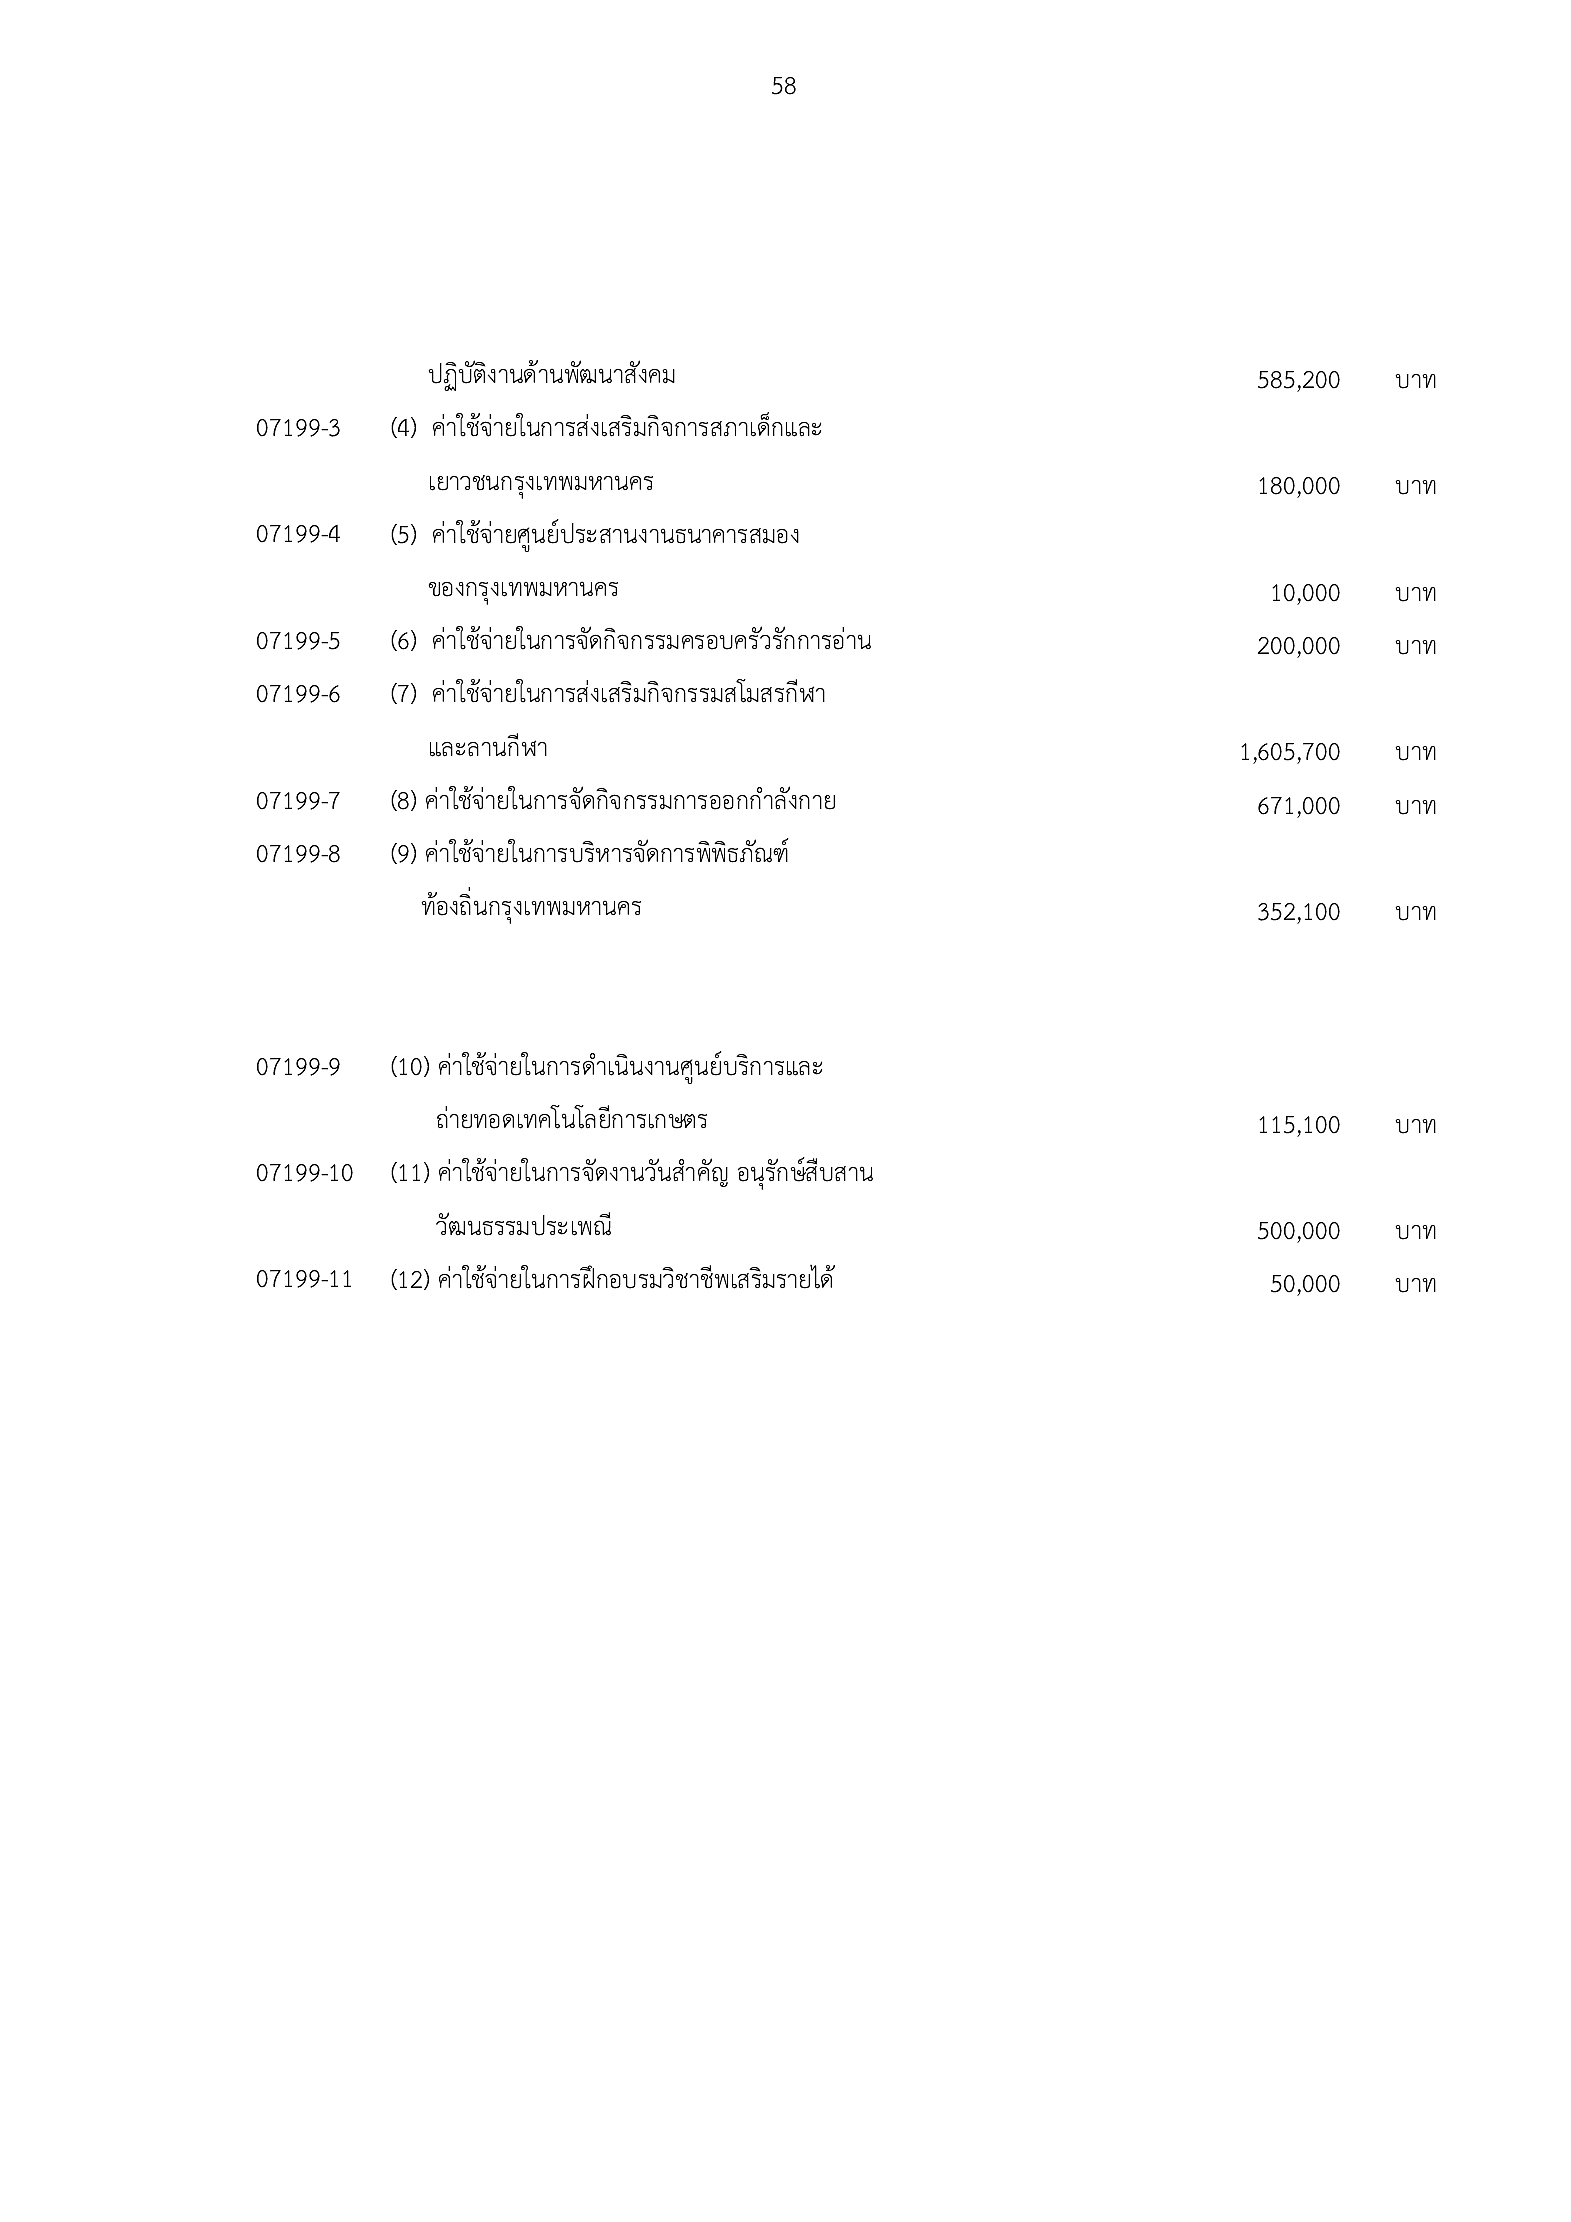 58
ปฏิบัติงานด้านพัฒนาสังคม 585,200 บาท
07199-3 (4) ค่าใช้จ่ายในการส่งเสริมกิจการสภาเด็กและ
เยาวชนกรุงเทพมหานคร 180,000 บาท
07199-4 (5) ค่าใช้จ่ายศูนย์ประสานงานธนาคารสมอง
ของกรุงเทพมหานคร 10,000 บาท
07199-5 (6) ค่าใช้จ่ายในการจัดกิจกรรมครอบครัวรักการอ่าน 200,000 บาท
07199-6 (7) ค่าใช้จ่ายในการส่งเสริมกิจกรรมสโมสรกีฬา
และลานกีฬา 1,605,700 บาท
07199-7 (8) ค่าใช้จ่ายในการจัดกิจกรรมการออกกำลังกาย 671,000 บาท
07199-8 (9) ค่าใช้จ่ายในการบริหารจัดการพิพิธภัณฑ์
ท้องถิ่นกรุงเทพมหานคร 352,100 บาท
07199-9 (10) ค่าใช้จ่ายในการดำเนินงานศูนย์บริการและ
ถ่ายทอดเทคโนโลยีการเกษตร 115,100 บาท
07199-10 (11) ค่าใช้จ่ายในการจัดงานวันสำคัญ อนุรักษ์สืบสาน
วัฒนธรรมประเพณี 500,000 บาท
07199-11 (12) ค่าใช้จ่ายในการฝึกอบรมวิชาชีพเสริมรายได้ 50,000 บาท